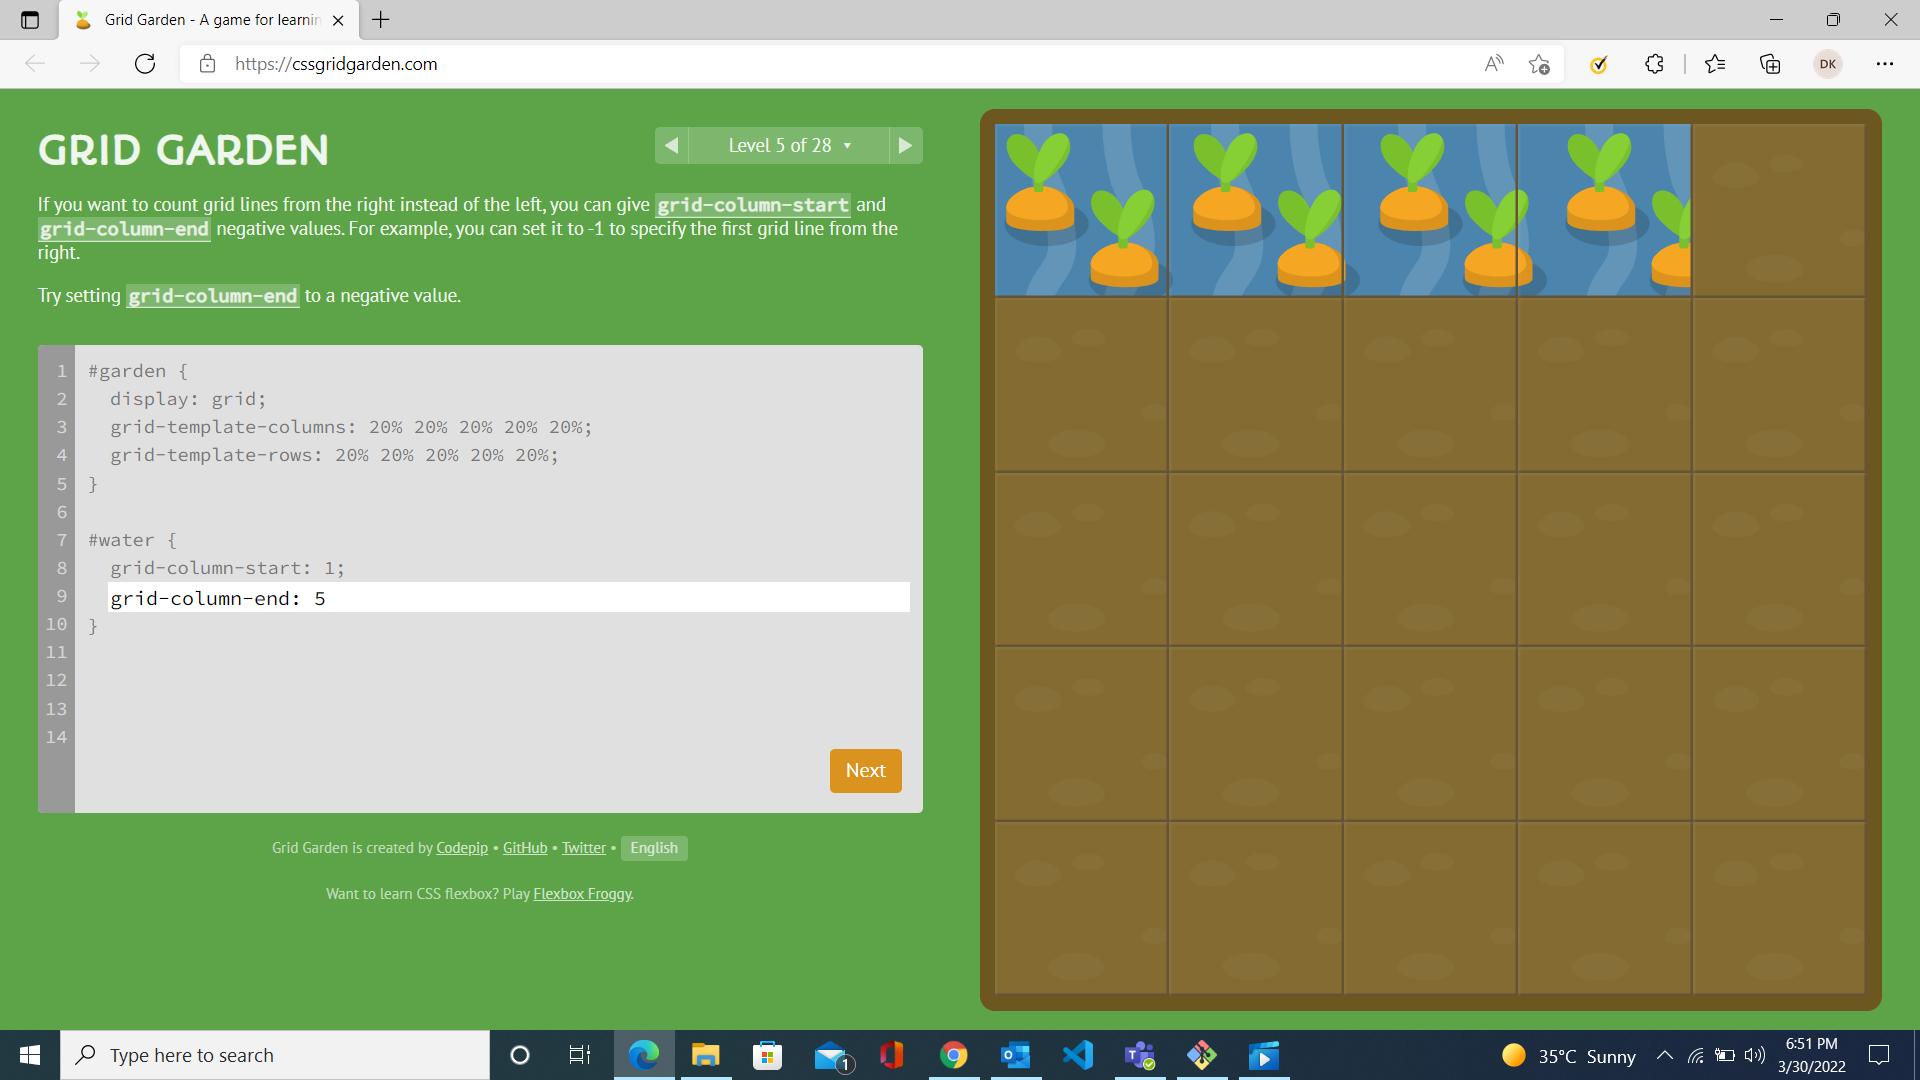 Grid Garden - A game for learnin
https://cssgridgarden.com
DK
GRID GARDEN
Level 5 of 28
If you want to count grid lines from the right instead of the left, you can give grid-column-start and
grid-column-end negative values. For example, you can set it to -1 to specify the first grid line from the
right.
Try setting grid-column-end to a negative value.
1 #garden {
2 display: grid;
3 grid-template-columns: 20% 20% 20% 20% 20%;
4 grid-template-rows: 20% 20% 20% 20% 20%;
5 }
6
7 #water {
8 grid-column-start: 1;
9 grid-column-end: 5
10 }
11
12
13
14
Next
Grid Garden is created by Codepip • GitHub • Twitter • English
Want to learn CSS flexbox? Play Flexbox Froggy.
Type here to search
1
35°C Sunny
6:51 PM
3/30/2022